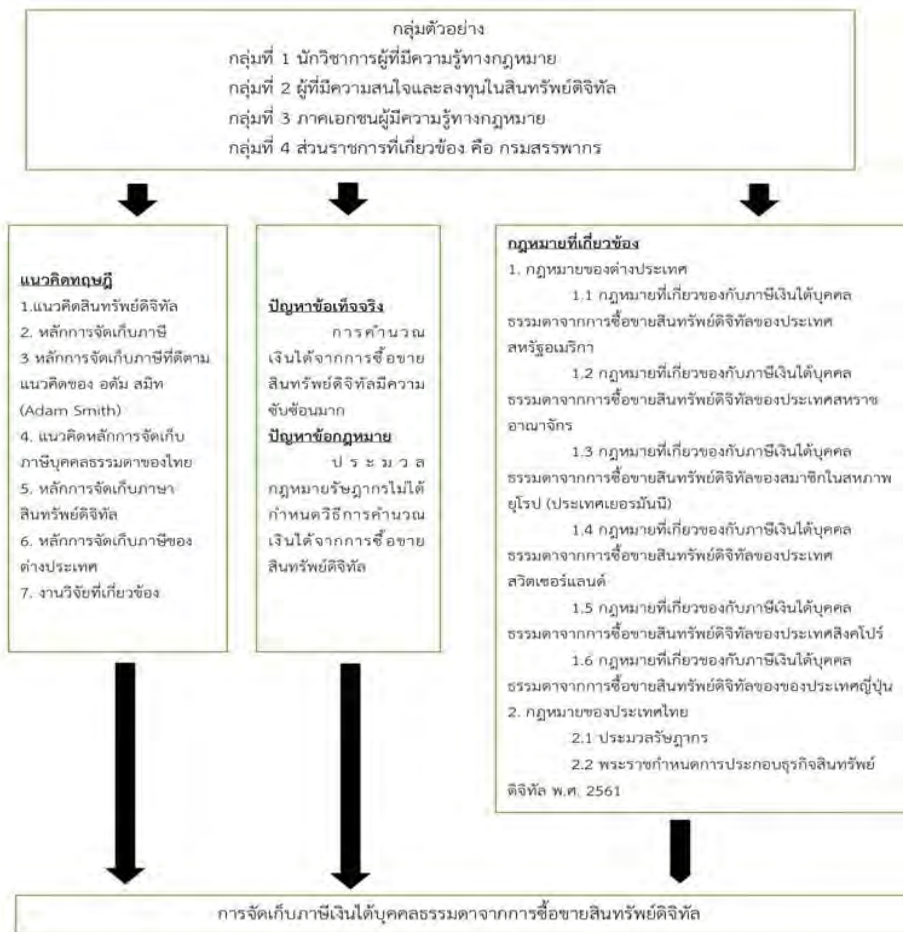 กลุ่มตัวอย่าง
กลุ่มที่ 1 นักวิชาการผู้ที่มีความรู้ทางกฎหมาย
กลุ่มที่ 2 ผู้ที่มีความสนใจและลงทุนในสินทรัพย์ดิจิทัล
กลุ่มที่ 3 ภาคเอกชนผู้มีความรู้ทางกฎหมาย
กลุ่มที่ 4 ส่วนราชการที่เกี่ยวข้อง คือ กรมสรรพากร
แนวคิดทฤษฎี
1.แนวคิดสินทรัพย์ดิจิทัล
2. หลักการจัดเก็บภาษี
3 หลักการจัดเก็บภาษีที่ดีตาม
แนวคิดของ อดัม สมิท
(Adam Smith)
4. แนวคิดหลักการจัดเก็บ
ภาษีบุคคลธรรมดาของไทย
5. หลักการจัดเก็บภาษา
สินทรัพย์ดิจิทัล
6. หลักการจัดเก็บภาษีของ
ต่างประเทศ
7. งานวิจัยที่เกี่ยวข้อง
ปัญหาข้อเท็จจริง
การคำนวณ
เงินได้จากการซื้อขาย
สินทรัพย์ดิจิทัลมีความ
ซับซ้อนมาก
ปัญหาข้อกฎหมาย
ประมวล
กฎหมายรัษฎากรไม่ได้
กำหนดวิธีการคำนวณ
เงินได้จากการซื้อขาย
สินทรัพย์ดิจิทัล
กฎหมายที่เกี่ยวข้อง
1. กฎหมายของต่างประเทศ
1.1 กฎหมายที่เกี่ยวของกับภาษีเงินได้บุคคล
ธรรมดาจากการซื้อขายสินทรัพย์ดิจิทัลของประเทศ
สหรัฐอเมริกา
1.2 กฎหมายที่เกี่ยวของกับภาษีเงินได้บุคคล
ธรรมดาจากการซื้อขายสินทรัพย์ดิจิทัลของประเทศสหราช
อาณาจักร
1.3 กฎหมายที่เกี่ยวของกับภาษีเงินได้บุคคล
ธรรมดาจากการซื้อขายสินทรัพย์ดิจิทัลของสมาชิกในสหภาพ
ยุโรป (ประเทศเยอรมันนี)
1.4 กฎหมายที่เกี่ยวของกับภาษีเงินได้บุคคล
ธรรมดาจากการซื้อขายสินทรัพย์ดิจิทัลของประเทศ
สวิตเซอร์แลนด์
1.5 กฎหมายที่เกี่ยวของกับภาษีเงินได้บุคคล
ธรรมดาจากการซื้อขายสินทรัพย์ดิจิทัลของประเทศสิงคโปร์
1.6 กฎหมายที่เกี่ยวของกับภาษีเงินได้บุคคล
ธรรมดาจากการซื้อขายสินทรัพย์ดิจิทัลของของประเทศญี่ปุ่น
2. กฎหมายของประเทศไทย
2.1 ประมวลรัษฎากร
2.2 พระราชกำหนดการประกอบธุรกิจสินทรัพย์
ดิจิทัล พ.ศ. 2561
การจัดเก็บภาษีเงินได้บุคคลธรรมดาจากการซื้อขายสินทรัพย์ดิจิทัล